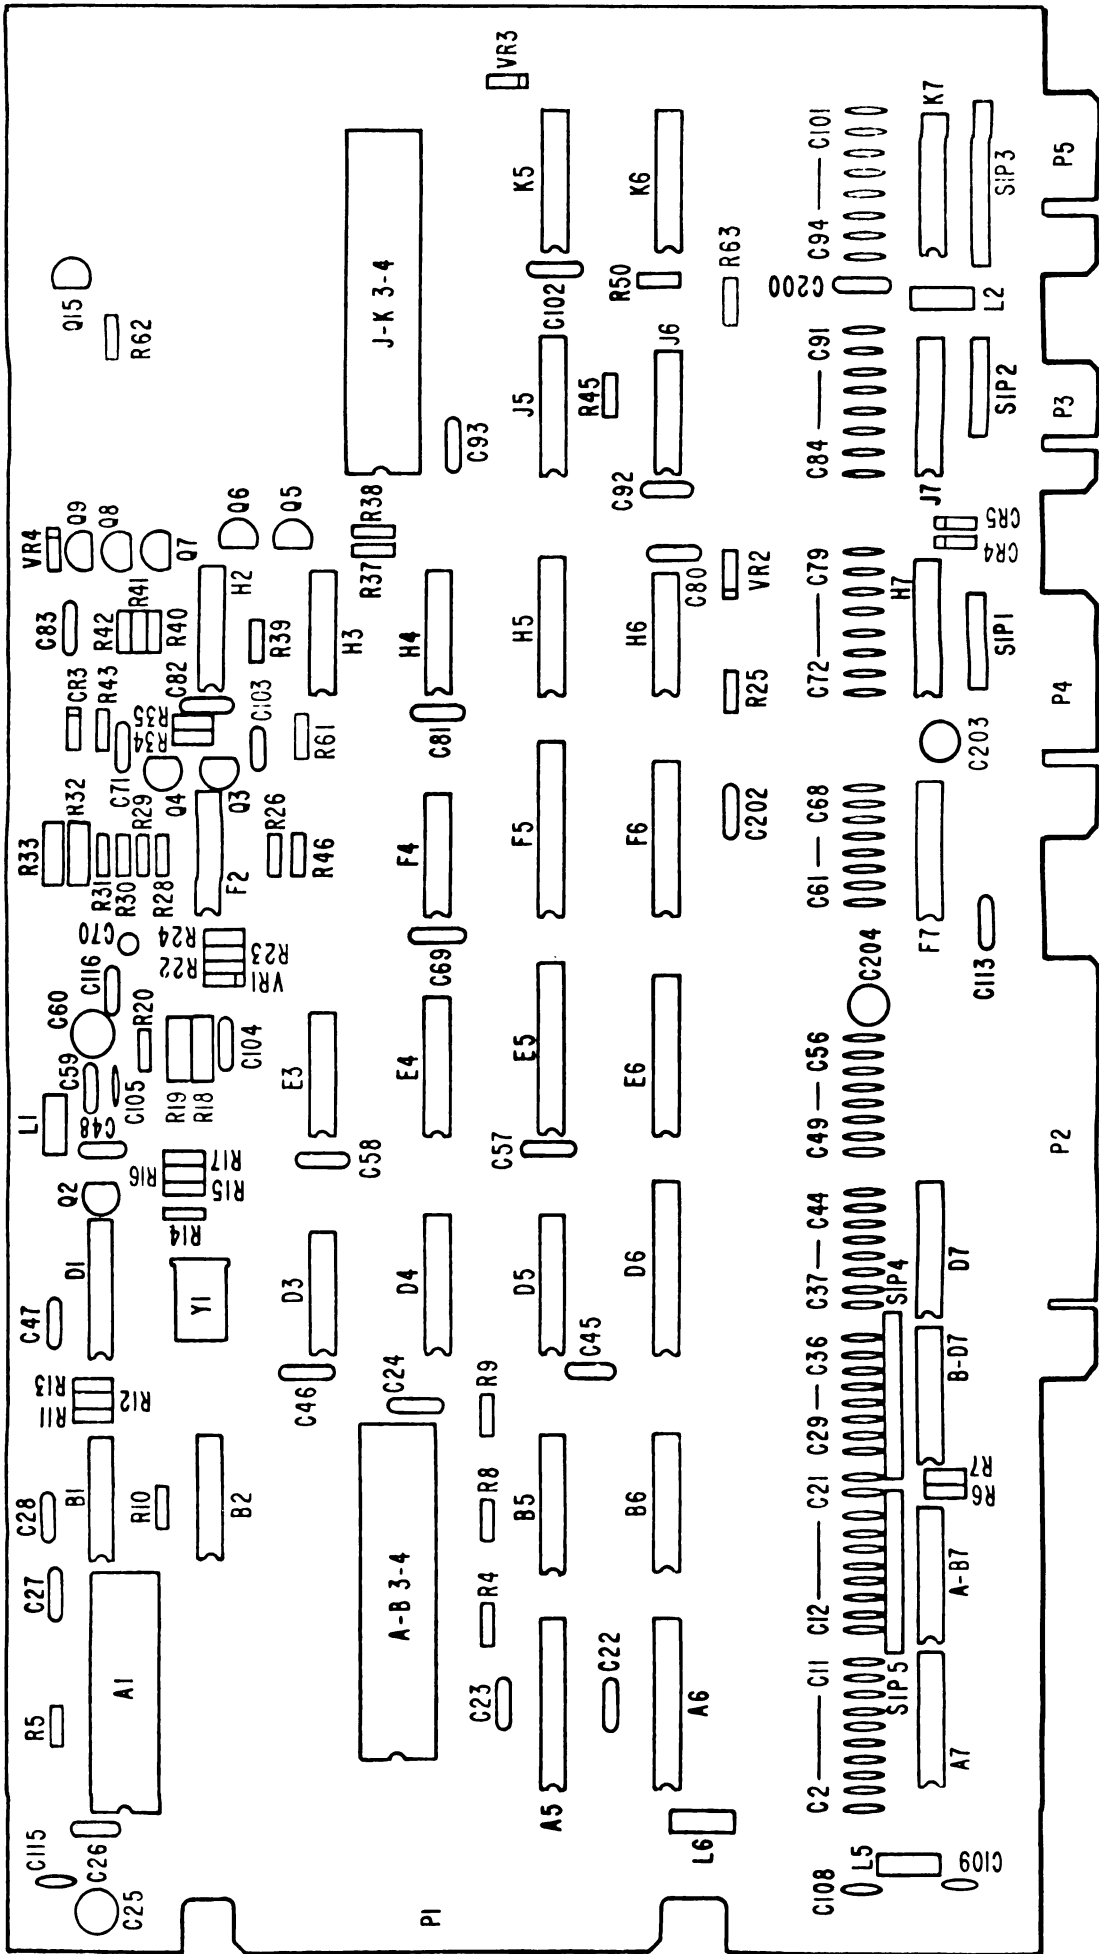 C115
R5
C27
C28
C47
L1
C59
C60
C70
R33
R32
CR3
C83
VR4
Q9
C26
C25
A1
B1
R11
R13
R12
D1
Q2
C48
C105
C116
R20
R31
R30
R29
R28
C71
R43
R42
R41
R40
Q8
Q7
Q15
R62
R10
B2
Y1
R14
R16
R15
R17
R19
R18
C104
R22
R24
VR1
R23
F2
Q4
Q3
R34
R35
C82
H2
Q6
Q5
R26
R46
C103
R61
R39
H3
D3
C46
C58
E3
R37
R38
J-K 3-4
A-B 3-4
C24
D4
E4
C69
F4
C81
H4
C93
P1
C23
R4
R8
R9
VR3
A5
B5
D5
C57
E5
F5
H5
J5
C102
K5
C22
C45
R45
A6
B6
D6
E6
F6
H6
C92
J6
R50
K6
L6
C202
R25
C80
VR2
R63
C108
C2 — C11
C12 — C21
C29 — C36
C37 — C44
C49 — C56
C204
C61 — C68
C72 — C79
C84 — C91
C200
C94 — C101
L5
SIP5
SIP4
C109
A7
A-B7
R6
R7
B-D7
D7
F7
C203
H7
J7
K7
C113
SIP1
CR4
CR5
SIP2
L2
SIP3
P2
P4
P3
P5